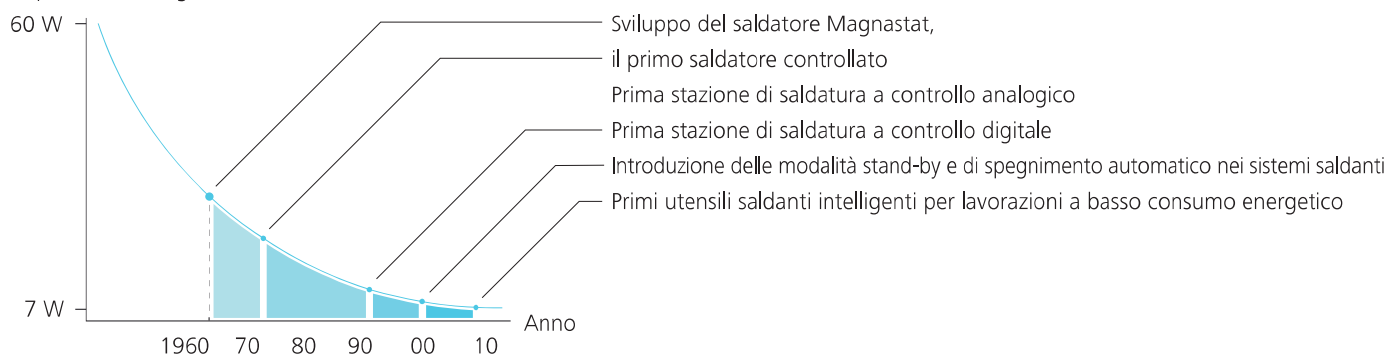 60 W
Sviluppo del saldatore Magnastat,
il primo saldatore controllato
Prima stazione di saldatura a controllo analogico
Prima stazione di saldatura a controllo digitale
Introduzione delle modalità stand-by e di spegnimento automatico nei sistemi saldanti
Primi utensili saldanti intelligenti per lavorazioni a basso consumo energetico
7 W
Anno
1960 70 80 90 00 10